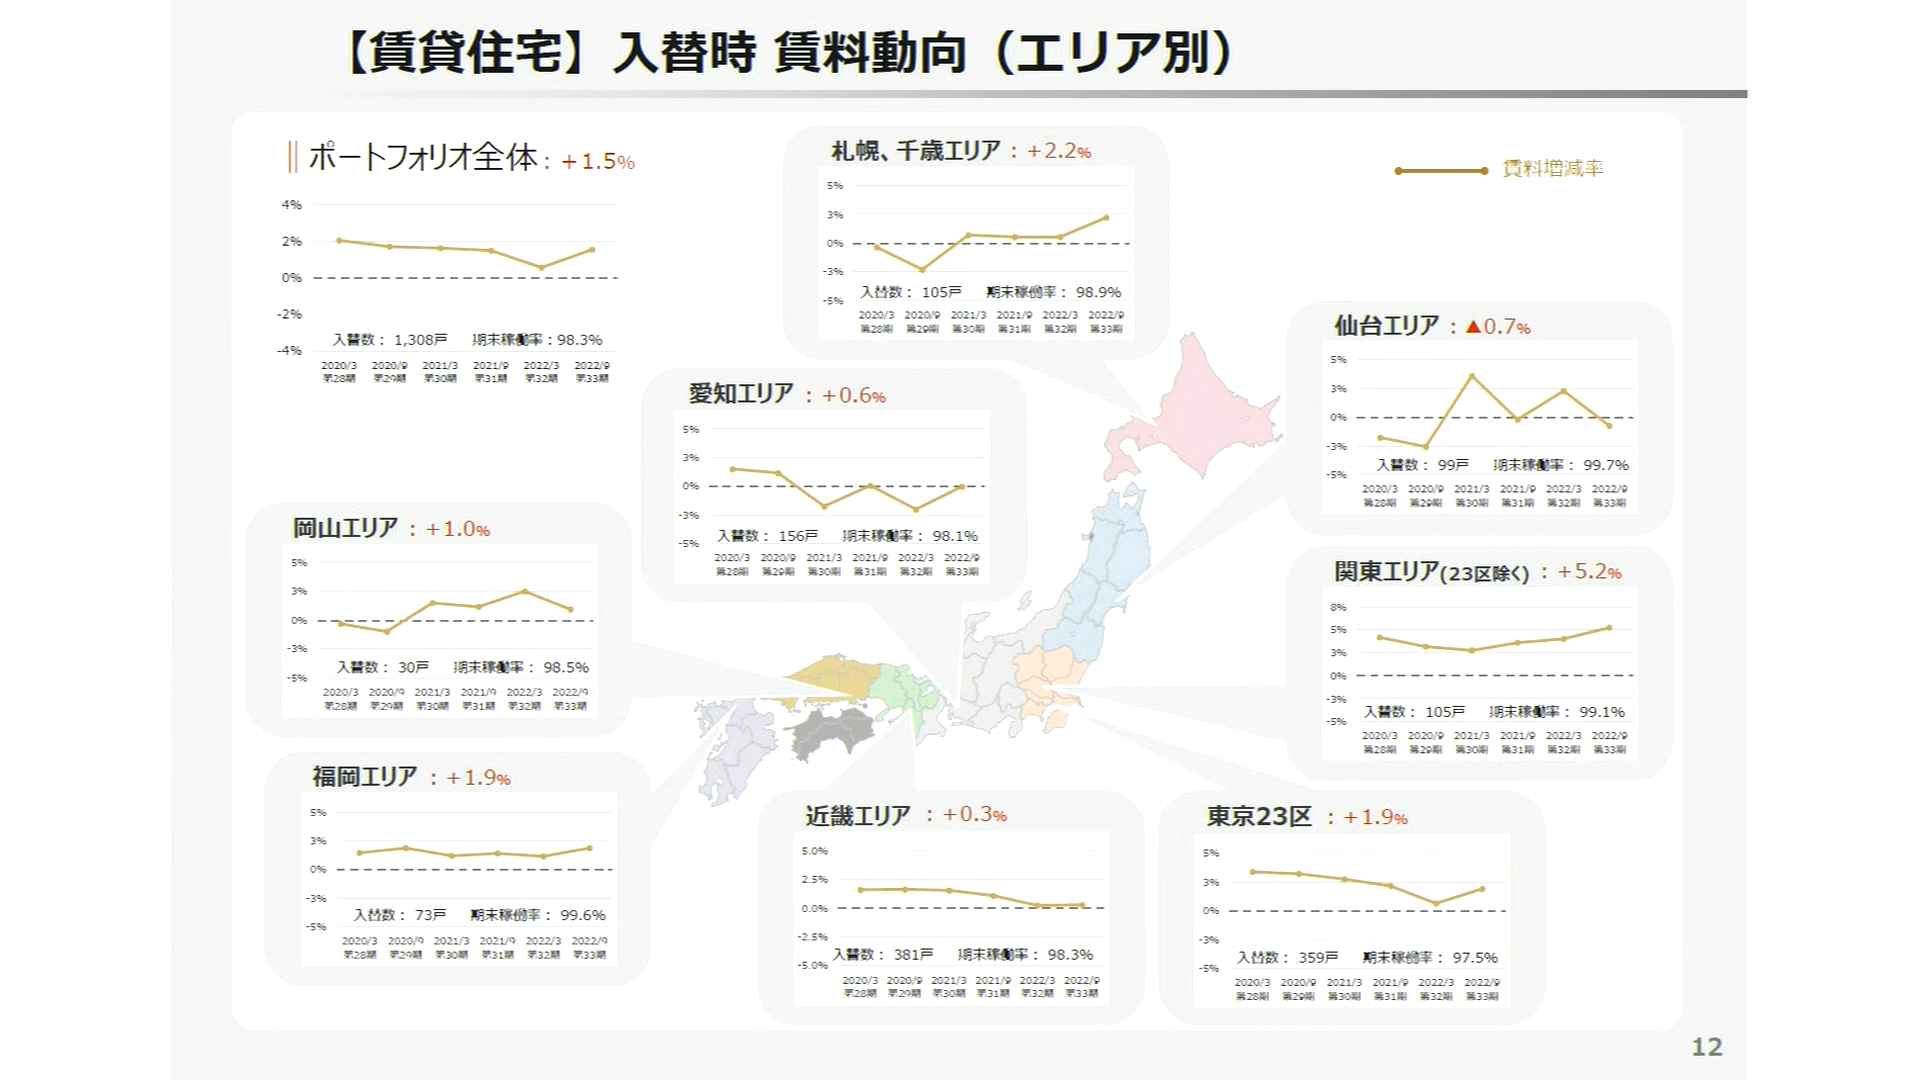 【賃貸住宅】入替時 賃料動向（エリア別）
ポートフォリオ全体：+1.5%
4%
2%
0%
-2%
-4%
入替数： 1,308戸 期末稼働率：98.3%
2020/3 2020/9 2021/3 2021/9 2022/3 2022/9
第28期 第29期 第30期 第31期 第32期 第33期
札幌、千歳エリア：+2.2%
5%
3%
0%
-3%
-5%
入替数： 105戸 期末稼働率： 98.9%
2020/3 2020/9 2021/3 2021/9 2022/3 2022/9
第28期 第29期 第30期 第31期 第32期 第33期
賃料増減率
仙台エリア：▲0.7%
5%
3%
0%
-3%
-5%
入替数： 99戸 期末稼働率： 99.7%
2020/3 2020/9 2021/3 2021/9 2022/3 2022/9
第28期 第29期 第30期 第31期 第32期 第33期
愛知エリア：+0.6%
5%
3%
0%
-3%
-5%
入替数： 156戸 期末稼働率： 98.1%
2020/3 2020/9 2021/3 2021/9 2022/3 2022/9
第28期 第29期 第30期 第31期 第32期 第33期
岡山エリア：+1.0%
5%
3%
0%
-3%
-5%
入替数： 30戸 期末稼働率： 98.5%
2020/3 2020/9 2021/3 2021/9 2022/3 2022/9
第28期 第29期 第30期 第31期 第32期 第33期
関東エリア(23区除く)：+5.2%
8%
5%
3%
0%
-3%
-5%
入替数： 105戸 期末稼働率： 99.1%
2020/3 2020/9 2021/3 2021/9 2022/3 2022/9
第28期 第29期 第30期 第31期 第32期 第33期
福岡エリア：+1.9%
5%
3%
0%
-3%
-5%
入替数： 73戸 期末稼働率： 99.6%
2020/3 2020/9 2021/3 2021/9 2022/3 2022/9
第28期 第29期 第30期 第31期 第32期 第33期
近畿エリア：+0.3%
5.0%
2.5%
0.0%
-2.5%
-5.0%
入替数： 381戸 期末稼働率： 98.3%
2020/3 2020/9 2021/3 2021/9 2022/3 2022/9
第28期 第29期 第30期 第31期 第32期 第33期
東京23区：+1.9%
5%
3%
0%
-3%
-5%
入替数： 359戸 期末稼働率： 97.5%
2020/3 2020/9 2021/3 2021/9 2022/3 2022/9
第28期 第29期 第30期 第31期 第32期 第33期
12